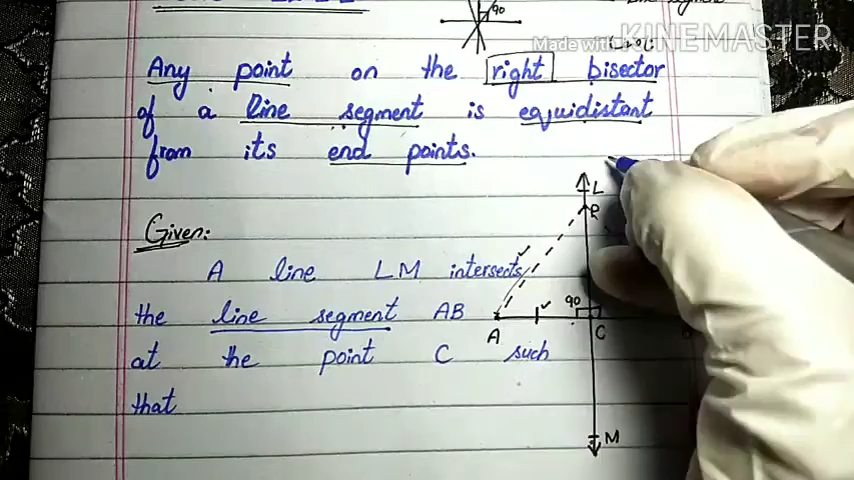 90
Made with KINEMASTER
Any point on the right bisector
of a line segment is equidistant
from its end points.
Given:
A line LM intersects
the line segment AB
at the point C such
that
L
P
90
A
C
M